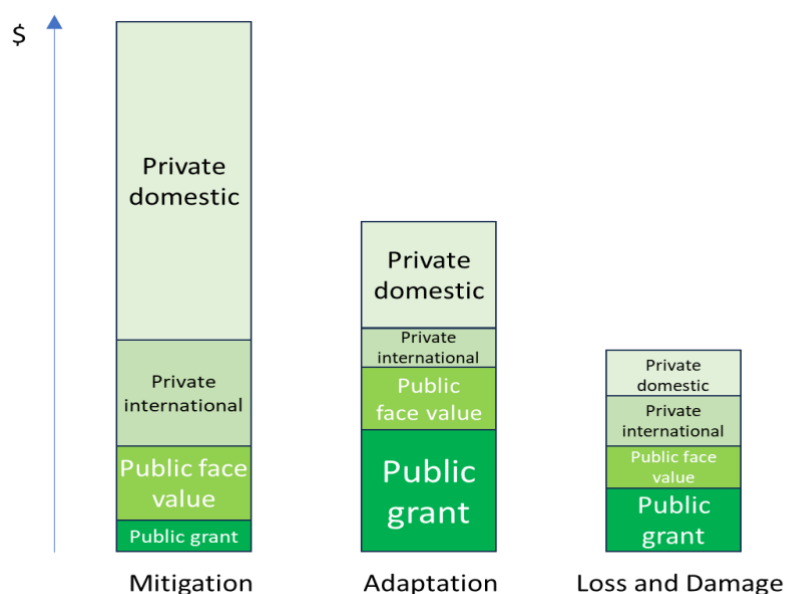 $
Private
domestic
Private
international
Public face
value
Public grant
Mitigation
Private
domestic
Private
international
Public
face value
Public
grant
Adaptation
Private
domestic
Private
international
Public face
value
Public
grant
Loss and Damage